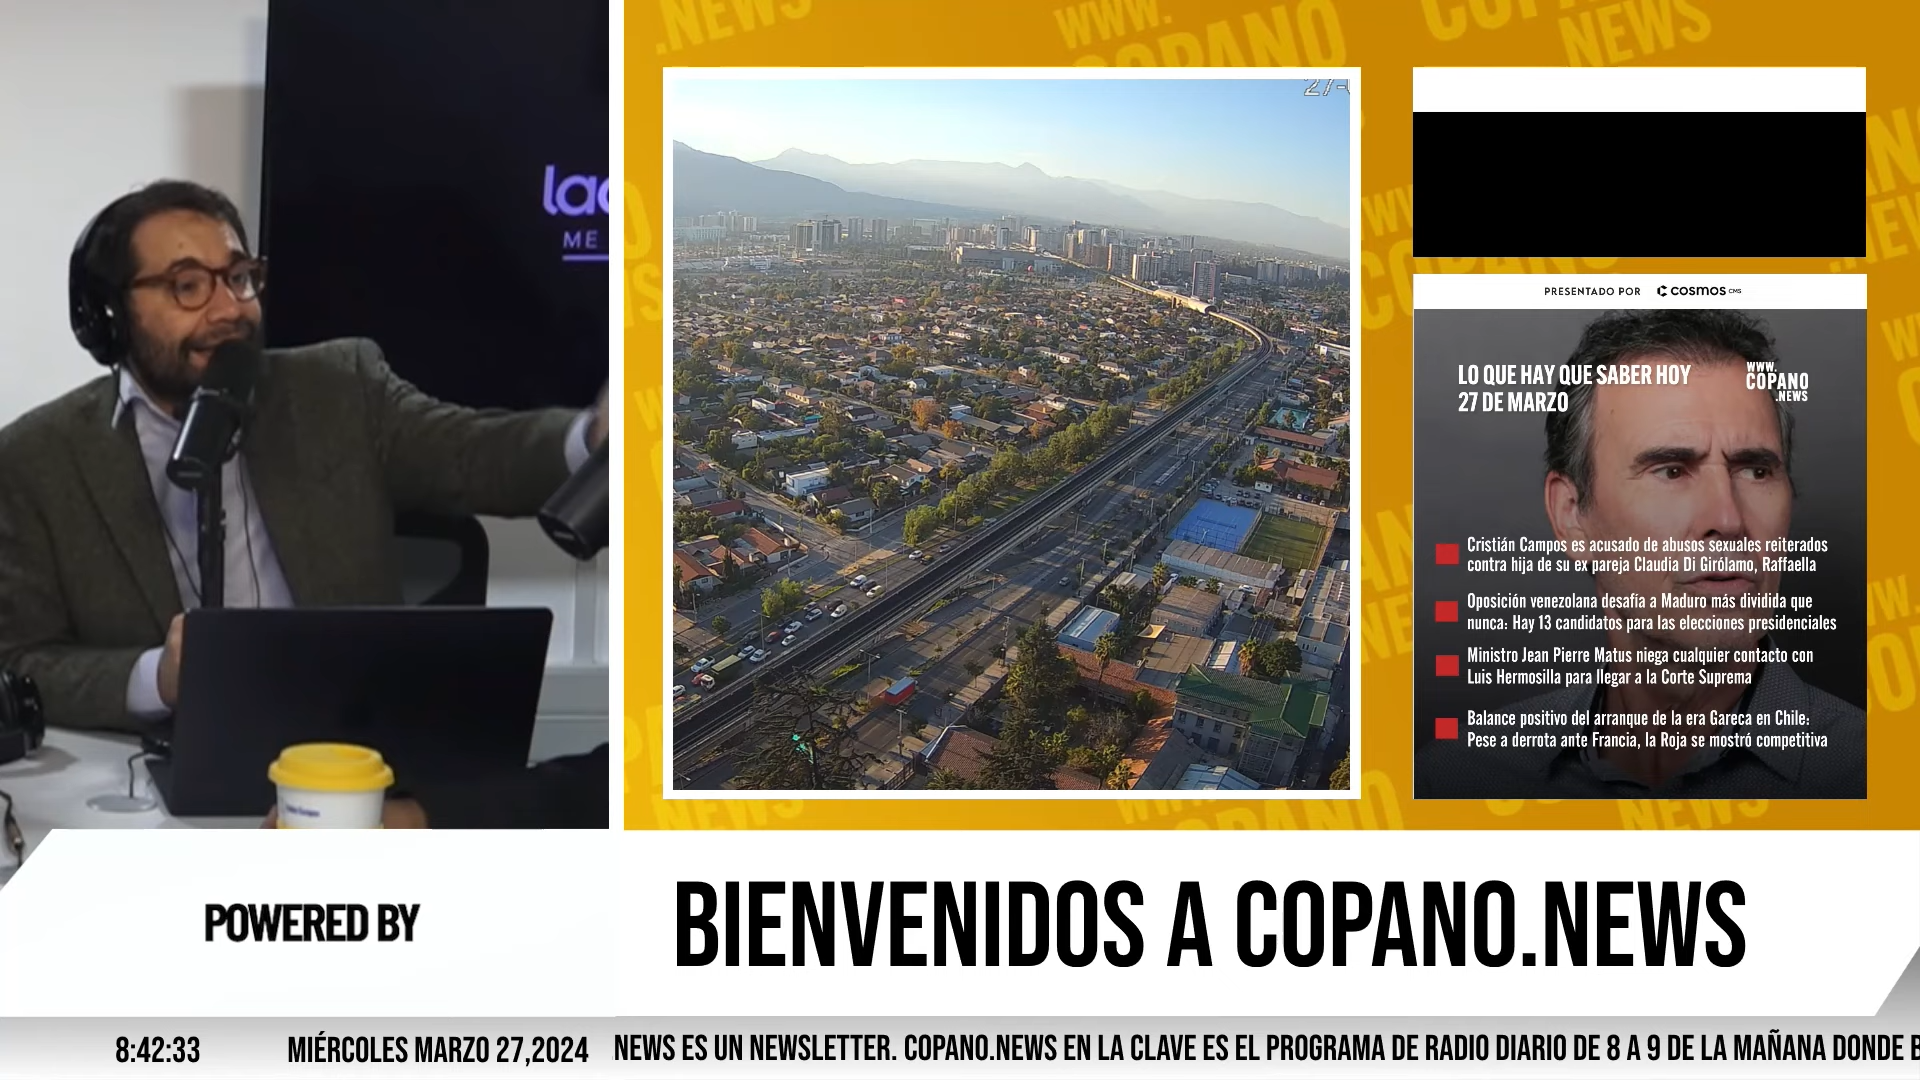 27-
PRESENTADO POR COSMOS CMS
LO QUE HAY QUE SABER HOY
27 DE MARZO
WWW.
COPANO
.NEWS
Cristián Campos es acusado de abusos sexuales reiterados
contra hija de su ex pareja Claudia Di Girólamo, Raffaella
Oposición venezolana desafía a Maduro más dividida que
nunca: Hay 13 candidatos para las elecciones presidenciales
Ministro Jean Pierre Matus niega cualquier contacto con
Luis Hermosilla para llegar a la Corte Suprema
Balance positivo del arranque de la era Gareca en Chile:
Pese a derrota ante Francia, la Roja se mostró competitiva
POWERED BY
BIENVENIDOS A COPANO.NEWS
8:42:33
MIÉRCOLES MARZO 27,2024
NEWS ES UN NEWSLETTER. COPANO.NEWS EN LA CLAVE ES EL PROGRAMA DE RADIO DIARIO DE 8 A 9 DE LA MAÑANA DONDE